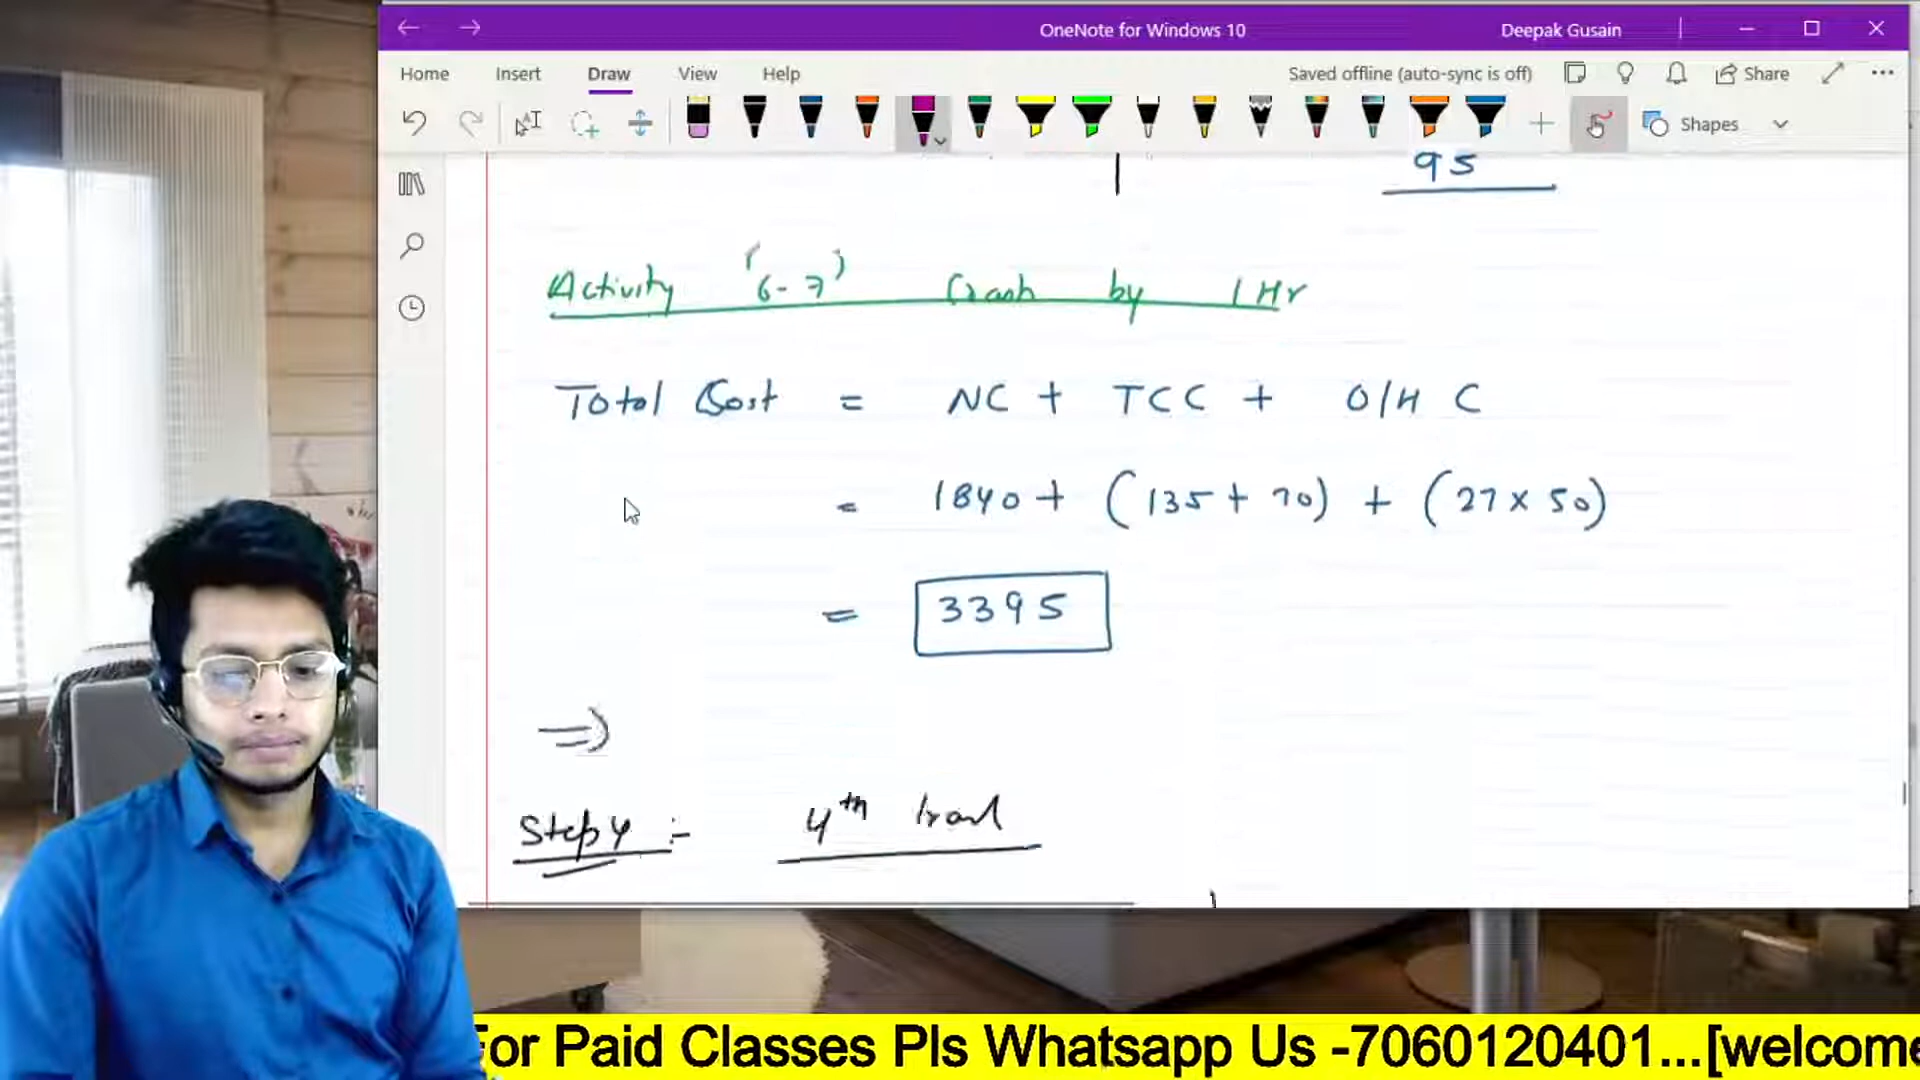 OneNote for Windows 10 Deepak Gusain
Home Insert Draw View Help Saved offline (auto-sync is off) Share
Shapes
95
Activity (6-7) Crash by 1 Hr
Total Cost = NC + TCC + O/H C
= 1840 + (135 + 70) + (27 x 50)
= 3395
⇒
Step 4 :- 4th
For Paid Classes Pls Whatsapp Us -7060120401...[welcome